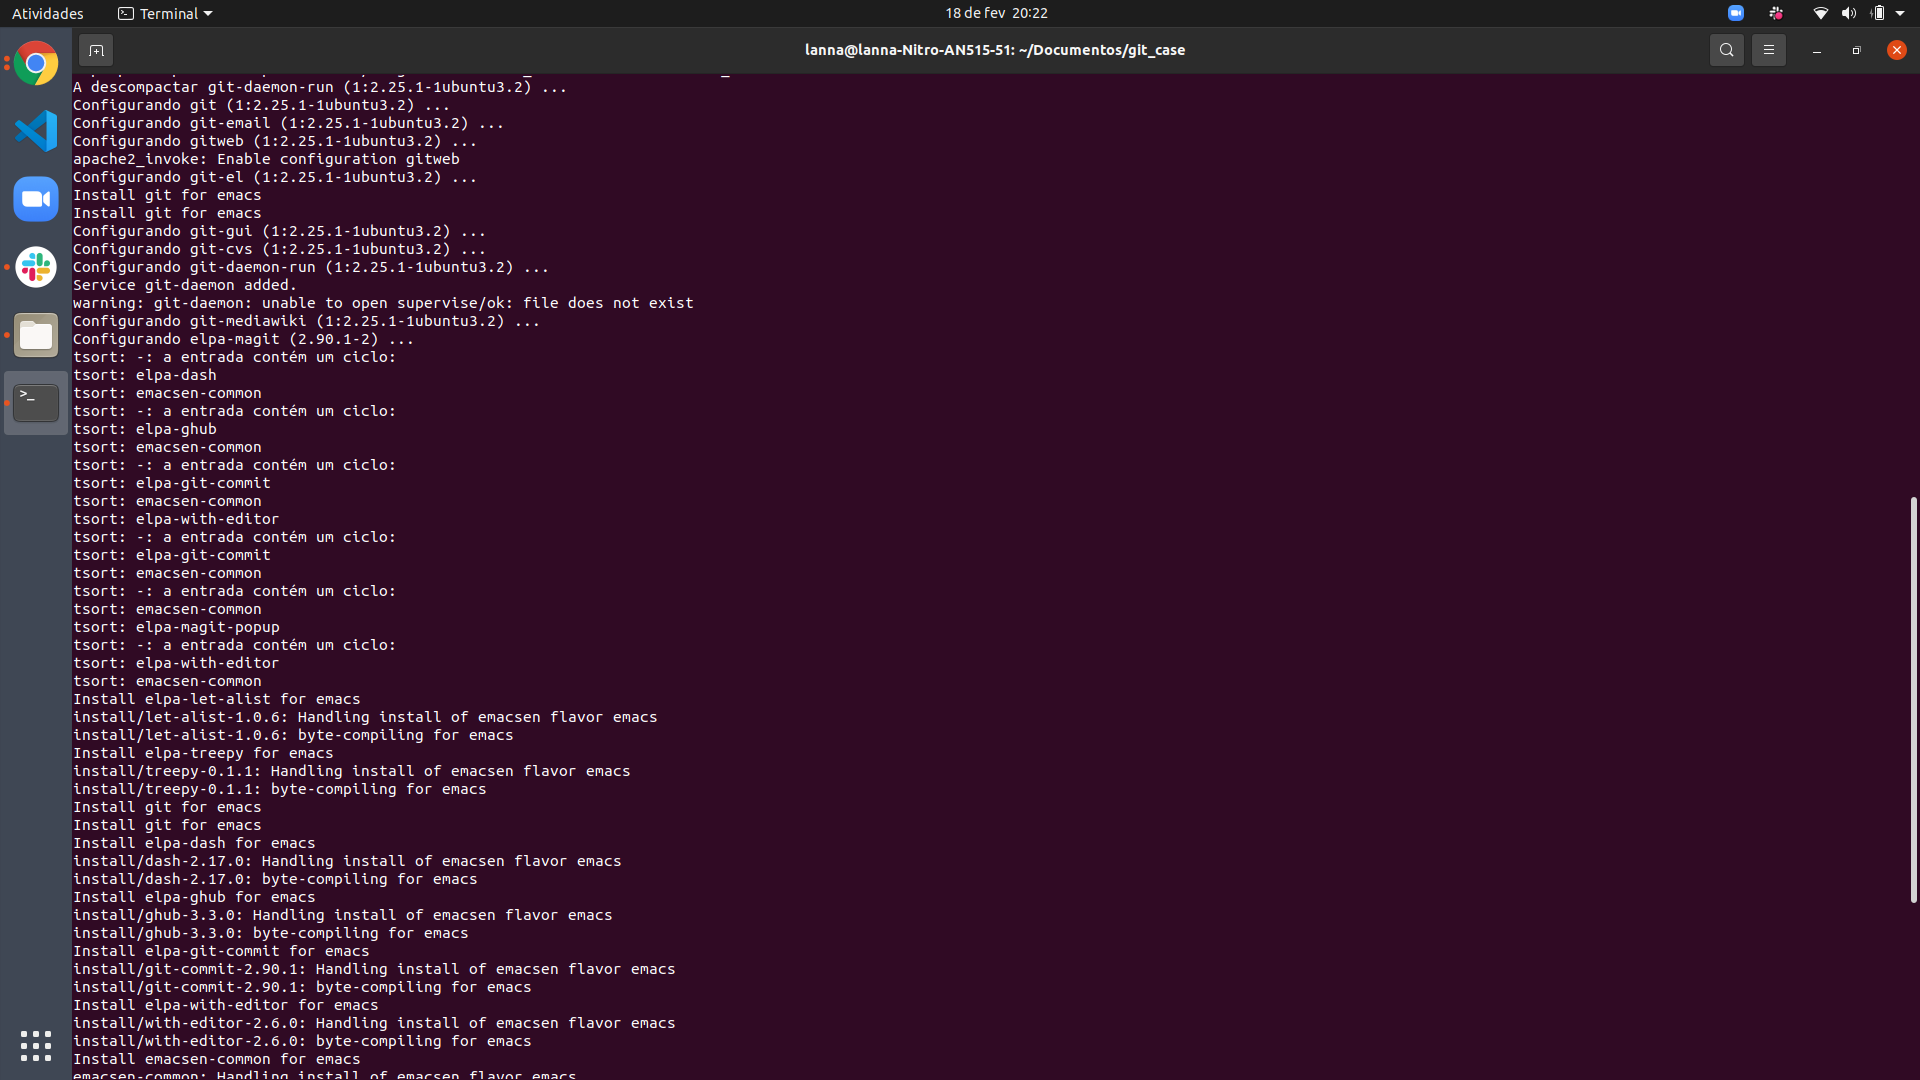 Atividades
Terminal
18 de fev 20:22
lanna@lanna-Nitro-AN515-51: ~/Documentos/git_case
A descompactar git-daemon-run (1:2.25.1-1ubuntu3.2) ...
Configurando git (1:2.25.1-1ubuntu3.2) ...
Configurando git-email (1:2.25.1-1ubuntu3.2) ...
Configurando gitweb (1:2.25.1-1ubuntu3.2) ...
apache2_invoke: Enable configuration gitweb
Configurando git-el (1:2.25.1-1ubuntu3.2) ...
Install git for emacs
Install git for emacs
Configurando git-gui (1:2.25.1-1ubuntu3.2) ...
Configurando git-cvs (1:2.25.1-1ubuntu3.2) ...
Configurando git-daemon-run (1:2.25.1-1ubuntu3.2) ...
Service git-daemon added.
warning: git-daemon: unable to open supervise/ok: file does not exist
Configurando git-mediawiki (1:2.25.1-1ubuntu3.2) ...
Configurando elpa-magit (2.90.1-2) ...
tsort: -: a entrada contém um ciclo:
tsort: elpa-dash
tsort: emacsen-common
tsort: -: a entrada contém um ciclo:
tsort: elpa-ghub
tsort: emacsen-common
tsort: -: a entrada contém um ciclo:
tsort: elpa-git-commit
tsort: emacsen-common
tsort: elpa-with-editor
tsort: -: a entrada contém um ciclo:
tsort: elpa-git-commit
tsort: emacsen-common
tsort: -: a entrada contém um ciclo:
tsort: emacsen-common
tsort: elpa-magit-popup
tsort: -: a entrada contém um ciclo:
tsort: elpa-with-editor
tsort: emacsen-common
Install elpa-let-alist for emacs
install/let-alist-1.0.6: Handling install of emacsen flavor emacs
install/let-alist-1.0.6: byte-compiling for emacs
Install elpa-treepy for emacs
install/treepy-0.1.1: Handling install of emacsen flavor emacs
install/treepy-0.1.1: byte-compiling for emacs
Install git for emacs
Install git for emacs
Install elpa-dash for emacs
install/dash-2.17.0: Handling install of emacsen flavor emacs
install/dash-2.17.0: byte-compiling for emacs
Install elpa-ghub for emacs
install/ghub-3.3.0: Handling install of emacsen flavor emacs
install/ghub-3.3.0: byte-compiling for emacs
Install elpa-git-commit for emacs
install/git-commit-2.90.1: Handling install of emacsen flavor emacs
install/git-commit-2.90.1: byte-compiling for emacs
Install elpa-with-editor for emacs
install/with-editor-2.6.0: Handling install of emacsen flavor emacs
install/with-editor-2.6.0: byte-compiling for emacs
Install emacsen-common for emacs
emacsen-common: Handling install of emacsen flavor emacs